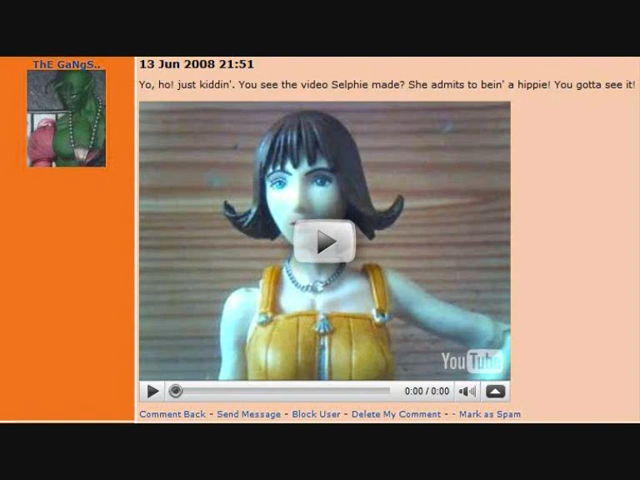 ThE GaNgS..
13 Jun 2008 21:51
Yo, ho! just kiddin'. You see the video Selphie made? She admits to bein' a hippie! You gotta see it!
YouTube
0:00 / 0:00
Comment Back - Send Message - Block User - Delete My Comment - - Mark as Spam